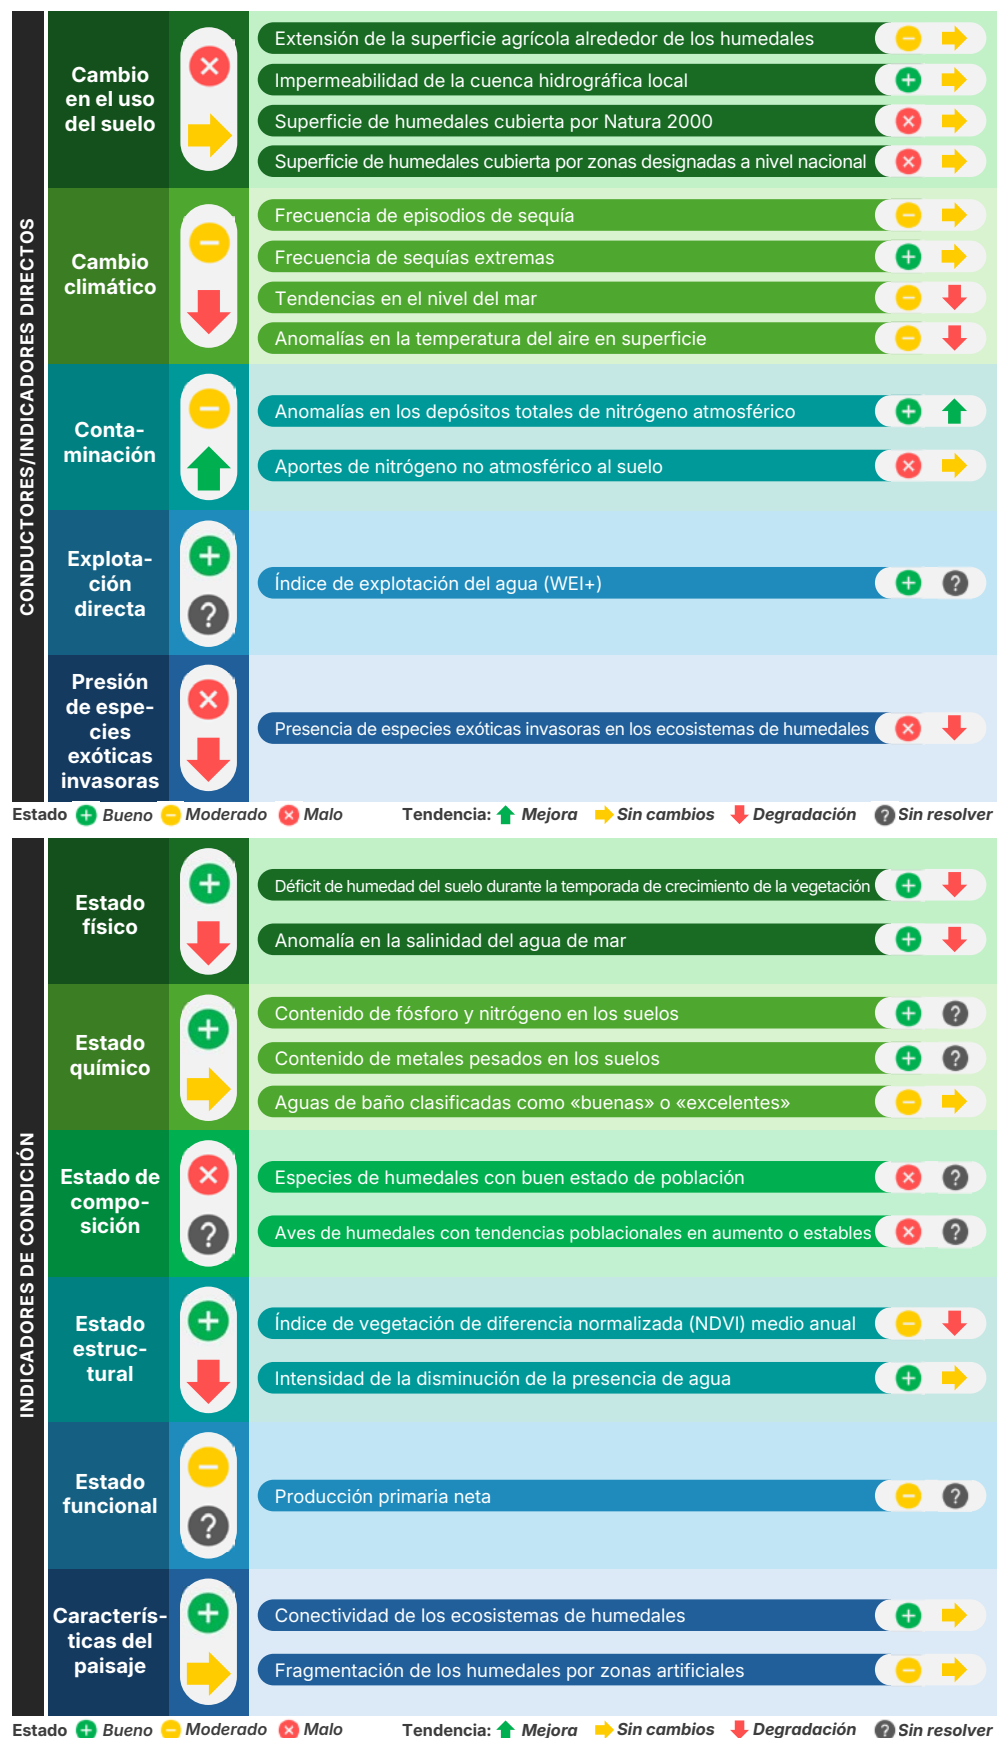 CONDUCTORES/INDICADORES DIRECTOS
Cambio
en el uso
del suelo
Extensión de la superficie agrícola alrededor de los humedales
Impermeabilidad de la cuenca hidrográfica local
Superficie de humedales cubierta por Natura 2000
Superficie de humedales cubierta por zonas designadas a nivel nacional
Cambio
climático
Frecuencia de episodios de sequía
Frecuencia de sequías extremas
Tendencias en el nivel del mar
Anomalías en la temperatura del aire en superficie
Conta-
minación
Anomalías en los depósitos totales de nitrógeno atmosférico
Aportes de nitrógeno no atmosférico al suelo
Explota-
ción
directa
Índice de explotación del agua (WEI+)
Presión
de espe-
cies
exóticas
invasoras
Presencia de especies exóticas invasoras en los ecosistemas de humedales
Estado Bueno Moderado Malo Tendencia: Mejora Sin cambios Degradación Sin resolver
INDICADORES DE CONDICIÓN
Estado
físico
Déficit de humedad del suelo durante la temporada de crecimiento de la vegetación
Anomalía en la salinidad del agua de mar
Estado
químico
Contenido de fósforo y nitrógeno en los suelos
Contenido de metales pesados en los suelos
Aguas de baño clasificadas como «buenas» o «excelentes»
Estado de
compo-
sición
Especies de humedales con buen estado de población
Aves de humedales con tendencias poblacionales en aumento o estables
Estado
estruc-
tural
Índice de vegetación de diferencia normalizada (NDVI) medio anual
Intensidad de la disminución de la presencia de agua
Estado
funcional
Producción primaria neta
Caracterís-
ticas del
paisaje
Conectividad de los ecosistemas de humedales
Fragmentación de los humedales por zonas artificiales
Estado Bueno Moderado Malo Tendencia: Mejora Sin cambios Degradación Sin resolver